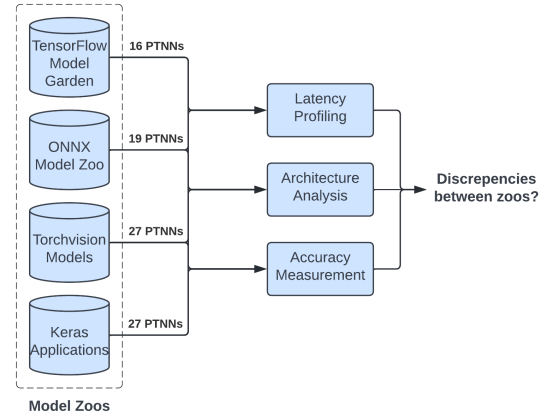 TensorFlow
Model
Garden
16 PTNNs
ONNX
Model Zoo
19 PTNNs
Torchvision
Models
27 PTNNs
Keras
Applications
27 PTNNs
Model Zoos
Latency
Profiling
Architecture
Analysis
Accuracy
Measurement
Discrepancies
between zoos?